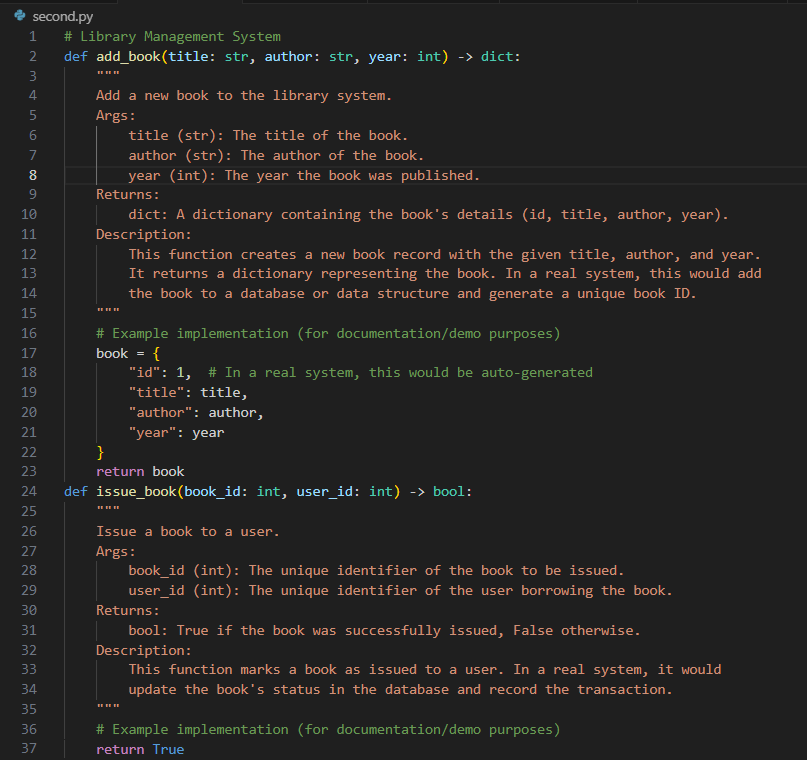 second.py
1 # Library Management System
2 def add_book(title: str, author: str, year: int) -> dict:
3     """
4     Add a new book to the library system.
5     Args:
6         title (str): The title of the book.
7         author (str): The author of the book.
8         year (int): The year the book was published.
9     Returns:
10         dict: A dictionary containing the book's details (id, title, author, year).
11     Description:
12         This function creates a new book record with the given title, author, and year.
13         It returns a dictionary representing the book. In a real system, this would add
14         the book to a database or data structure and generate a unique book ID.
15     """
16     # Example implementation (for documentation/demo purposes)
17     book = {
18         "id": 1,  # In a real system, this would be auto-generated
19         "title": title,
20         "author": author,
21         "year": year
22     }
23     return book
24 def issue_book(book_id: int, user_id: int) -> bool:
25     """
26     Issue a book to a user.
27     Args:
28         book_id (int): The unique identifier of the book to be issued.
29         user_id (int): The unique identifier of the user borrowing the book.
30     Returns:
31         bool: True if the book was successfully issued, False otherwise.
32     Description:
33         This function marks a book as issued to a user. In a real system, it would
34         update the book's status in the database and record the transaction.
35     """
36     # Example implementation (for documentation/demo purposes)
37     return True